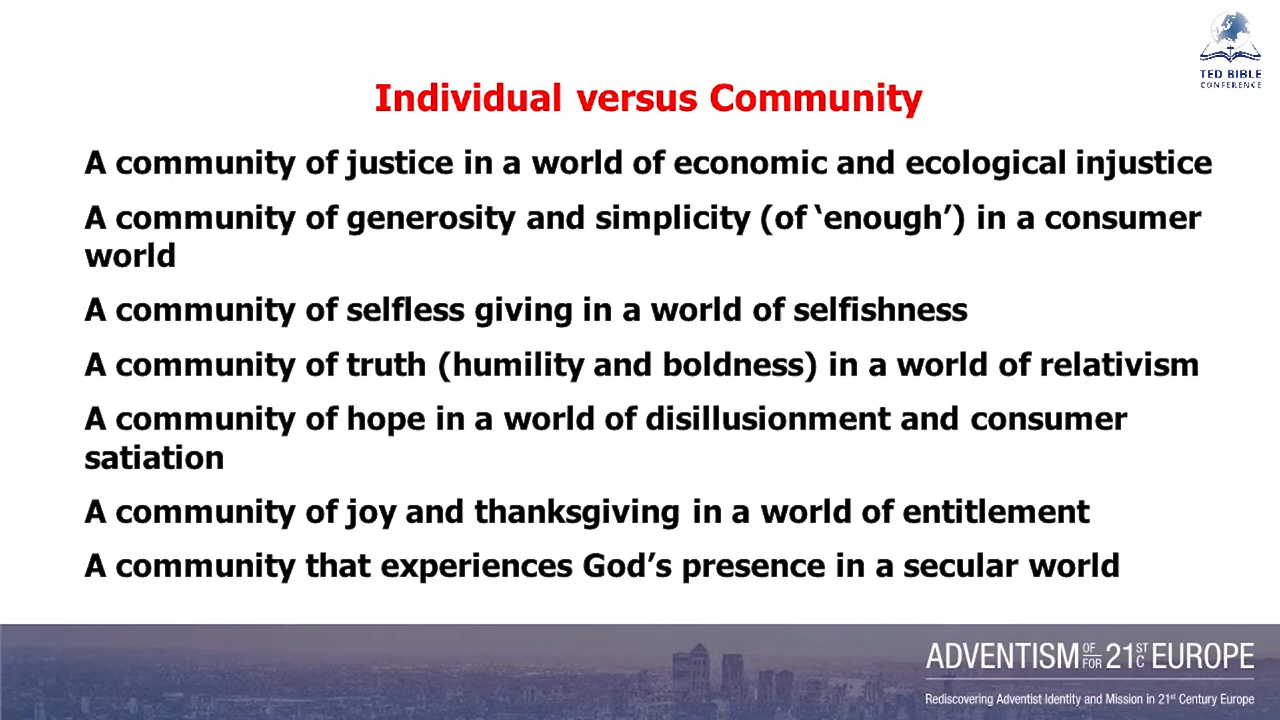 TED BIBLE
CONFERENCE
Individual versus Community
A community of justice in a world of economic and ecological injustice
A community of generosity and simplicity (of ‘enough’) in a consumer
world
A community of selfless giving in a world of selfishness
A community of truth (humility and boldness) in a world of relativism
A community of hope in a world of disillusionment and consumer
satiation
A community of joy and thanksgiving in a world of entitlement
A community that experiences God’s presence in a secular world
ADVENTISM OF FOR 21 ST C EUROPE
Rediscovering Adventist Identity and Mission in 21st Century Europe